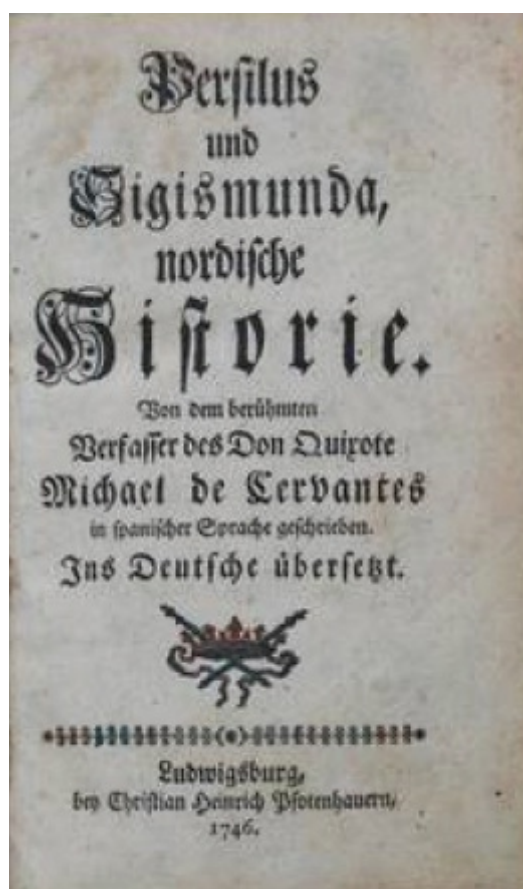 Persilus
und
Sigismunda,
nordische
Historie.
Von dem berühmten
Verfasser des Don Quixote
Michael de Cervantes
in spanischer Sprache geschrieben.
Ins Deutsche übersetzt.
Ludwigsburg,
bey Christian Heinrich Pfotenhauern,
1746.